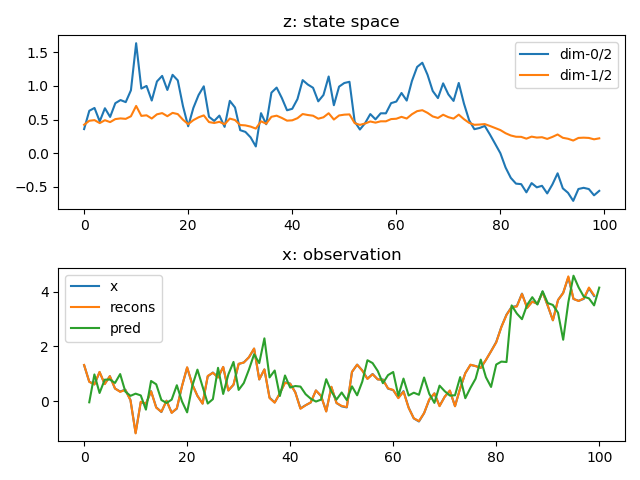 z: state space
dim-0/2
dim-1/2
1.5
1.0
0.5
0.0
−0.5
0 20 40 60 80 100
x: observation
x
recons
pred
4
2
0
0 20 40 60 80 100